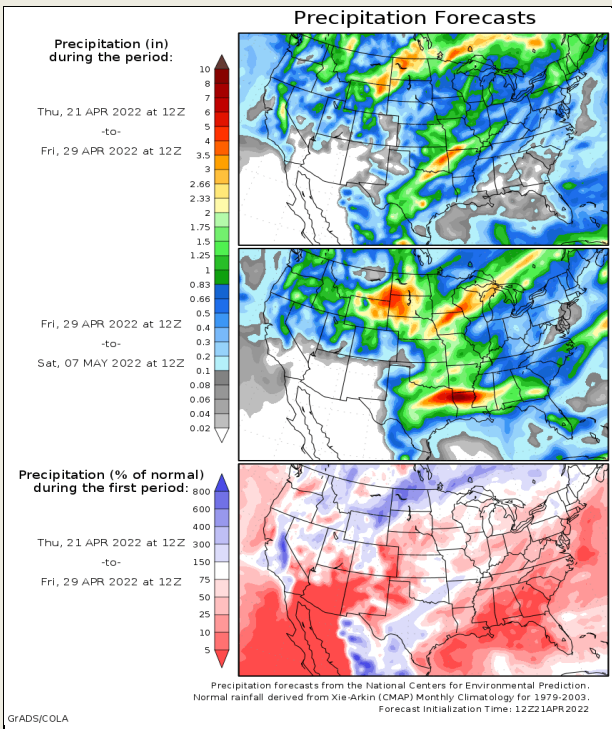 Precipitation Forecasts
Precipitation (in)
during the period:
Thu, 21 APR 2022 at 12Z
-to-
Fri, 29 APR 2022 at 12Z
10
8
7
6
5
4
3.5
3
2.66
2.33
2
1.75
1.5
1.25
1
0.83
0.66
0.5
0.4
0.3
0.2
0.1
0.08
0.06
0.04
0.02
Fri, 29 APR 2022 at 12Z
-to-
Sat, 07 MAY 2022 at 12Z
Precipitation (% of normal)
during the first period:
Thu, 21 APR 2022 at 12Z
-to-
Fri, 29 APR 2022 at 12Z
800
600
400
300
150
75
50
25
10
5
Precipitation forecasts from the National Centers for Environmental Prediction.
Normal rainfall derived from Xie-Arkin (CMAP) Monthly Climatology for 1979-2003.
Forecast Initialization Time: 12Z21APR2022
GrADS/COLA